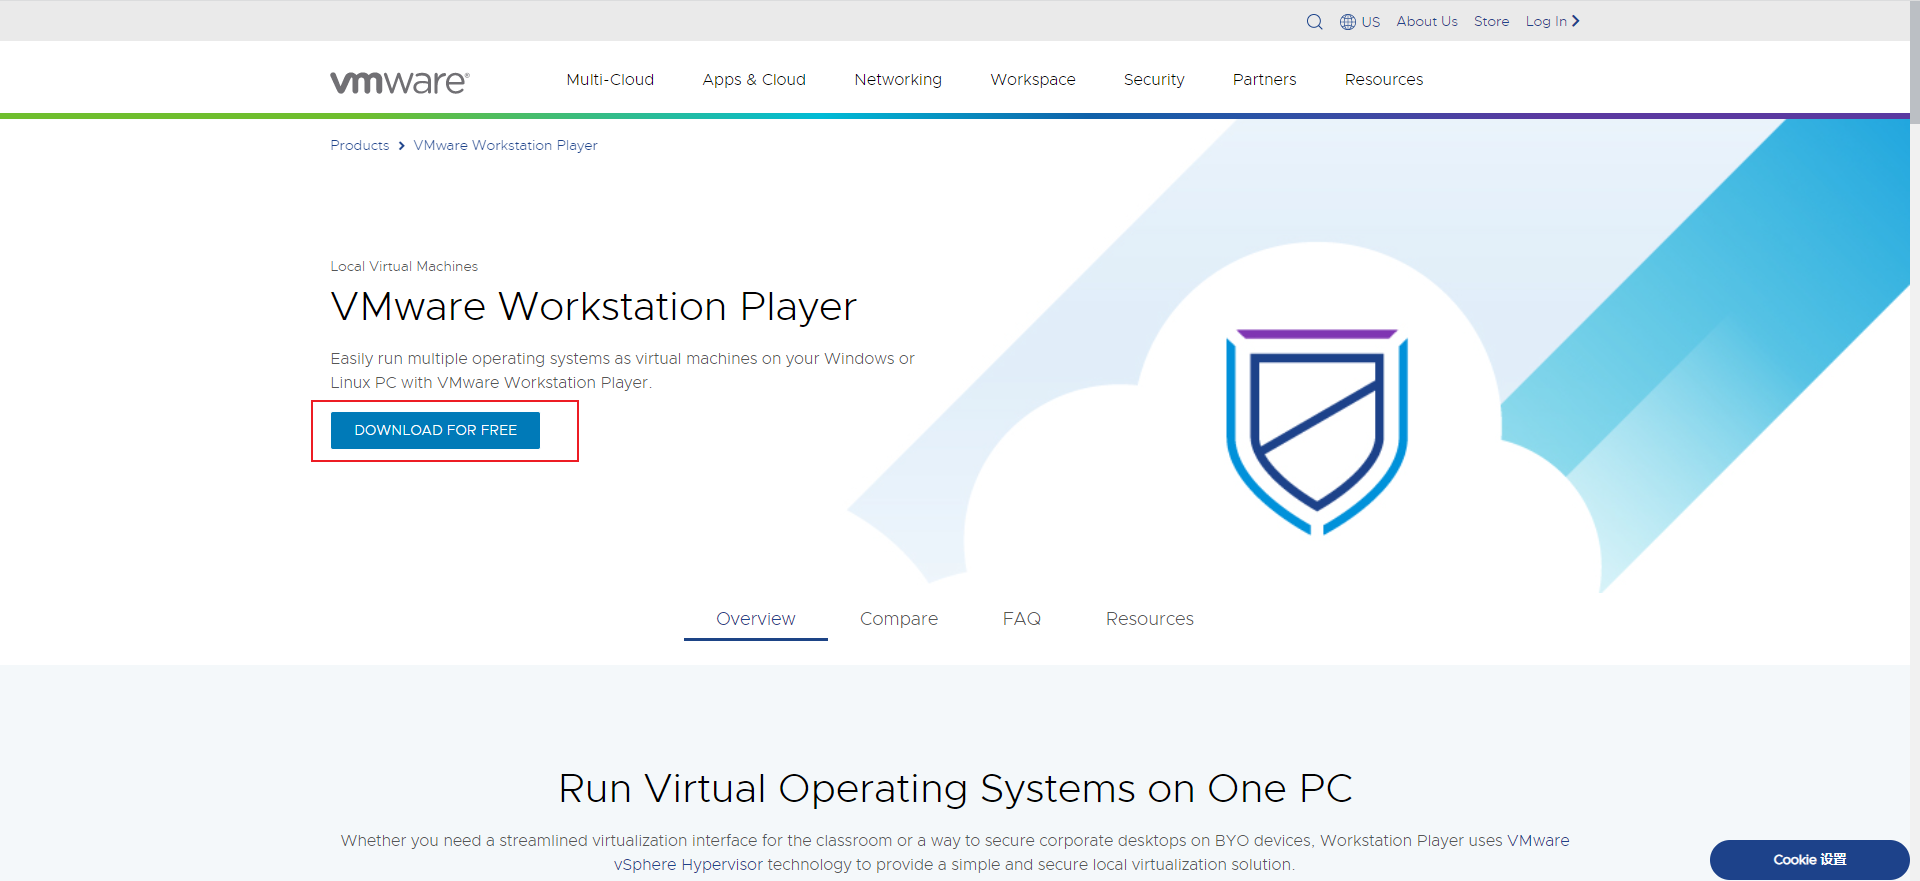 US About Us Store Log In
vmware®
Multi-Cloud Apps & Cloud Networking Workspace Security Partners Resources
Products VMware Workstation Player
Local Virtual Machines
VMware Workstation Player
Easily run multiple operating systems as virtual machines on your Windows or
Linux PC with VMware Workstation Player.
DOWNLOAD FOR FREE
Overview Compare FAQ Resources
Run Virtual Operating Systems on One PC
Whether you need a streamlined virtualization interface for the classroom or a way to secure corporate desktops on BYO devices, Workstation Player uses VMware
vSphere Hypervisor technology to provide a simple and secure local virtualization solution.
Cookie 设置